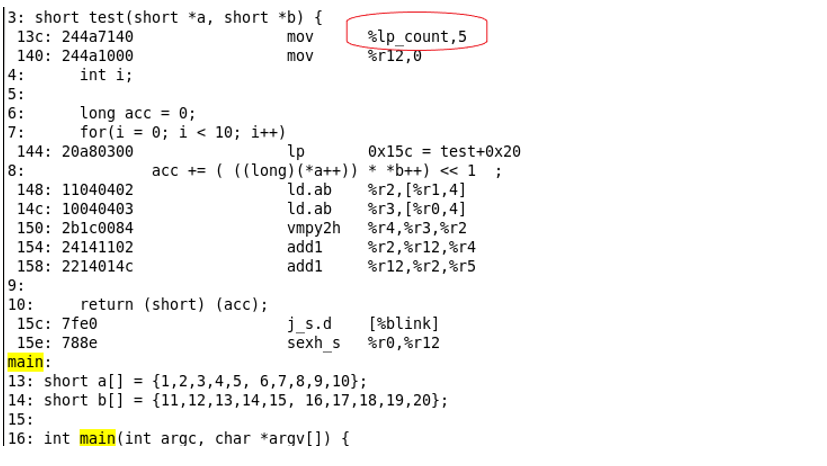 3: short test(short *a, short *b) {
13c: 244a7140 mov %lp_count,5
140: 244a1000 mov %r12,0
4: int i;
5:
6: long acc = 0;
7: for(i = 0; i < 10; i++)
144: 20a80300 lp 0x15c = test+0x20
8: acc += ( ((long)(*a++)) * *b++) << 1 ;
148: 11040402 ld.ab %r2,[%r1,4]
14c: 10040403 ld.ab %r3,[%r0,4]
150: 2b1c0084 vmpy2h %r4,%r3,%r2
154: 24141102 add1 %r2,%r12,%r4
158: 2214014c add1 %r12,%r2,%r5
9:
10: return (short) (acc);
15c: 7fe0 j_s.d [%blink]
15e: 788e sexh_s %r0,%r12
main:
13: short a[] = {1,2,3,4,5, 6,7,8,9,10};
14: short b[] = {11,12,13,14,15, 16,17,18,19,20};
15:
16: int main(int argc, char *argv[]) {